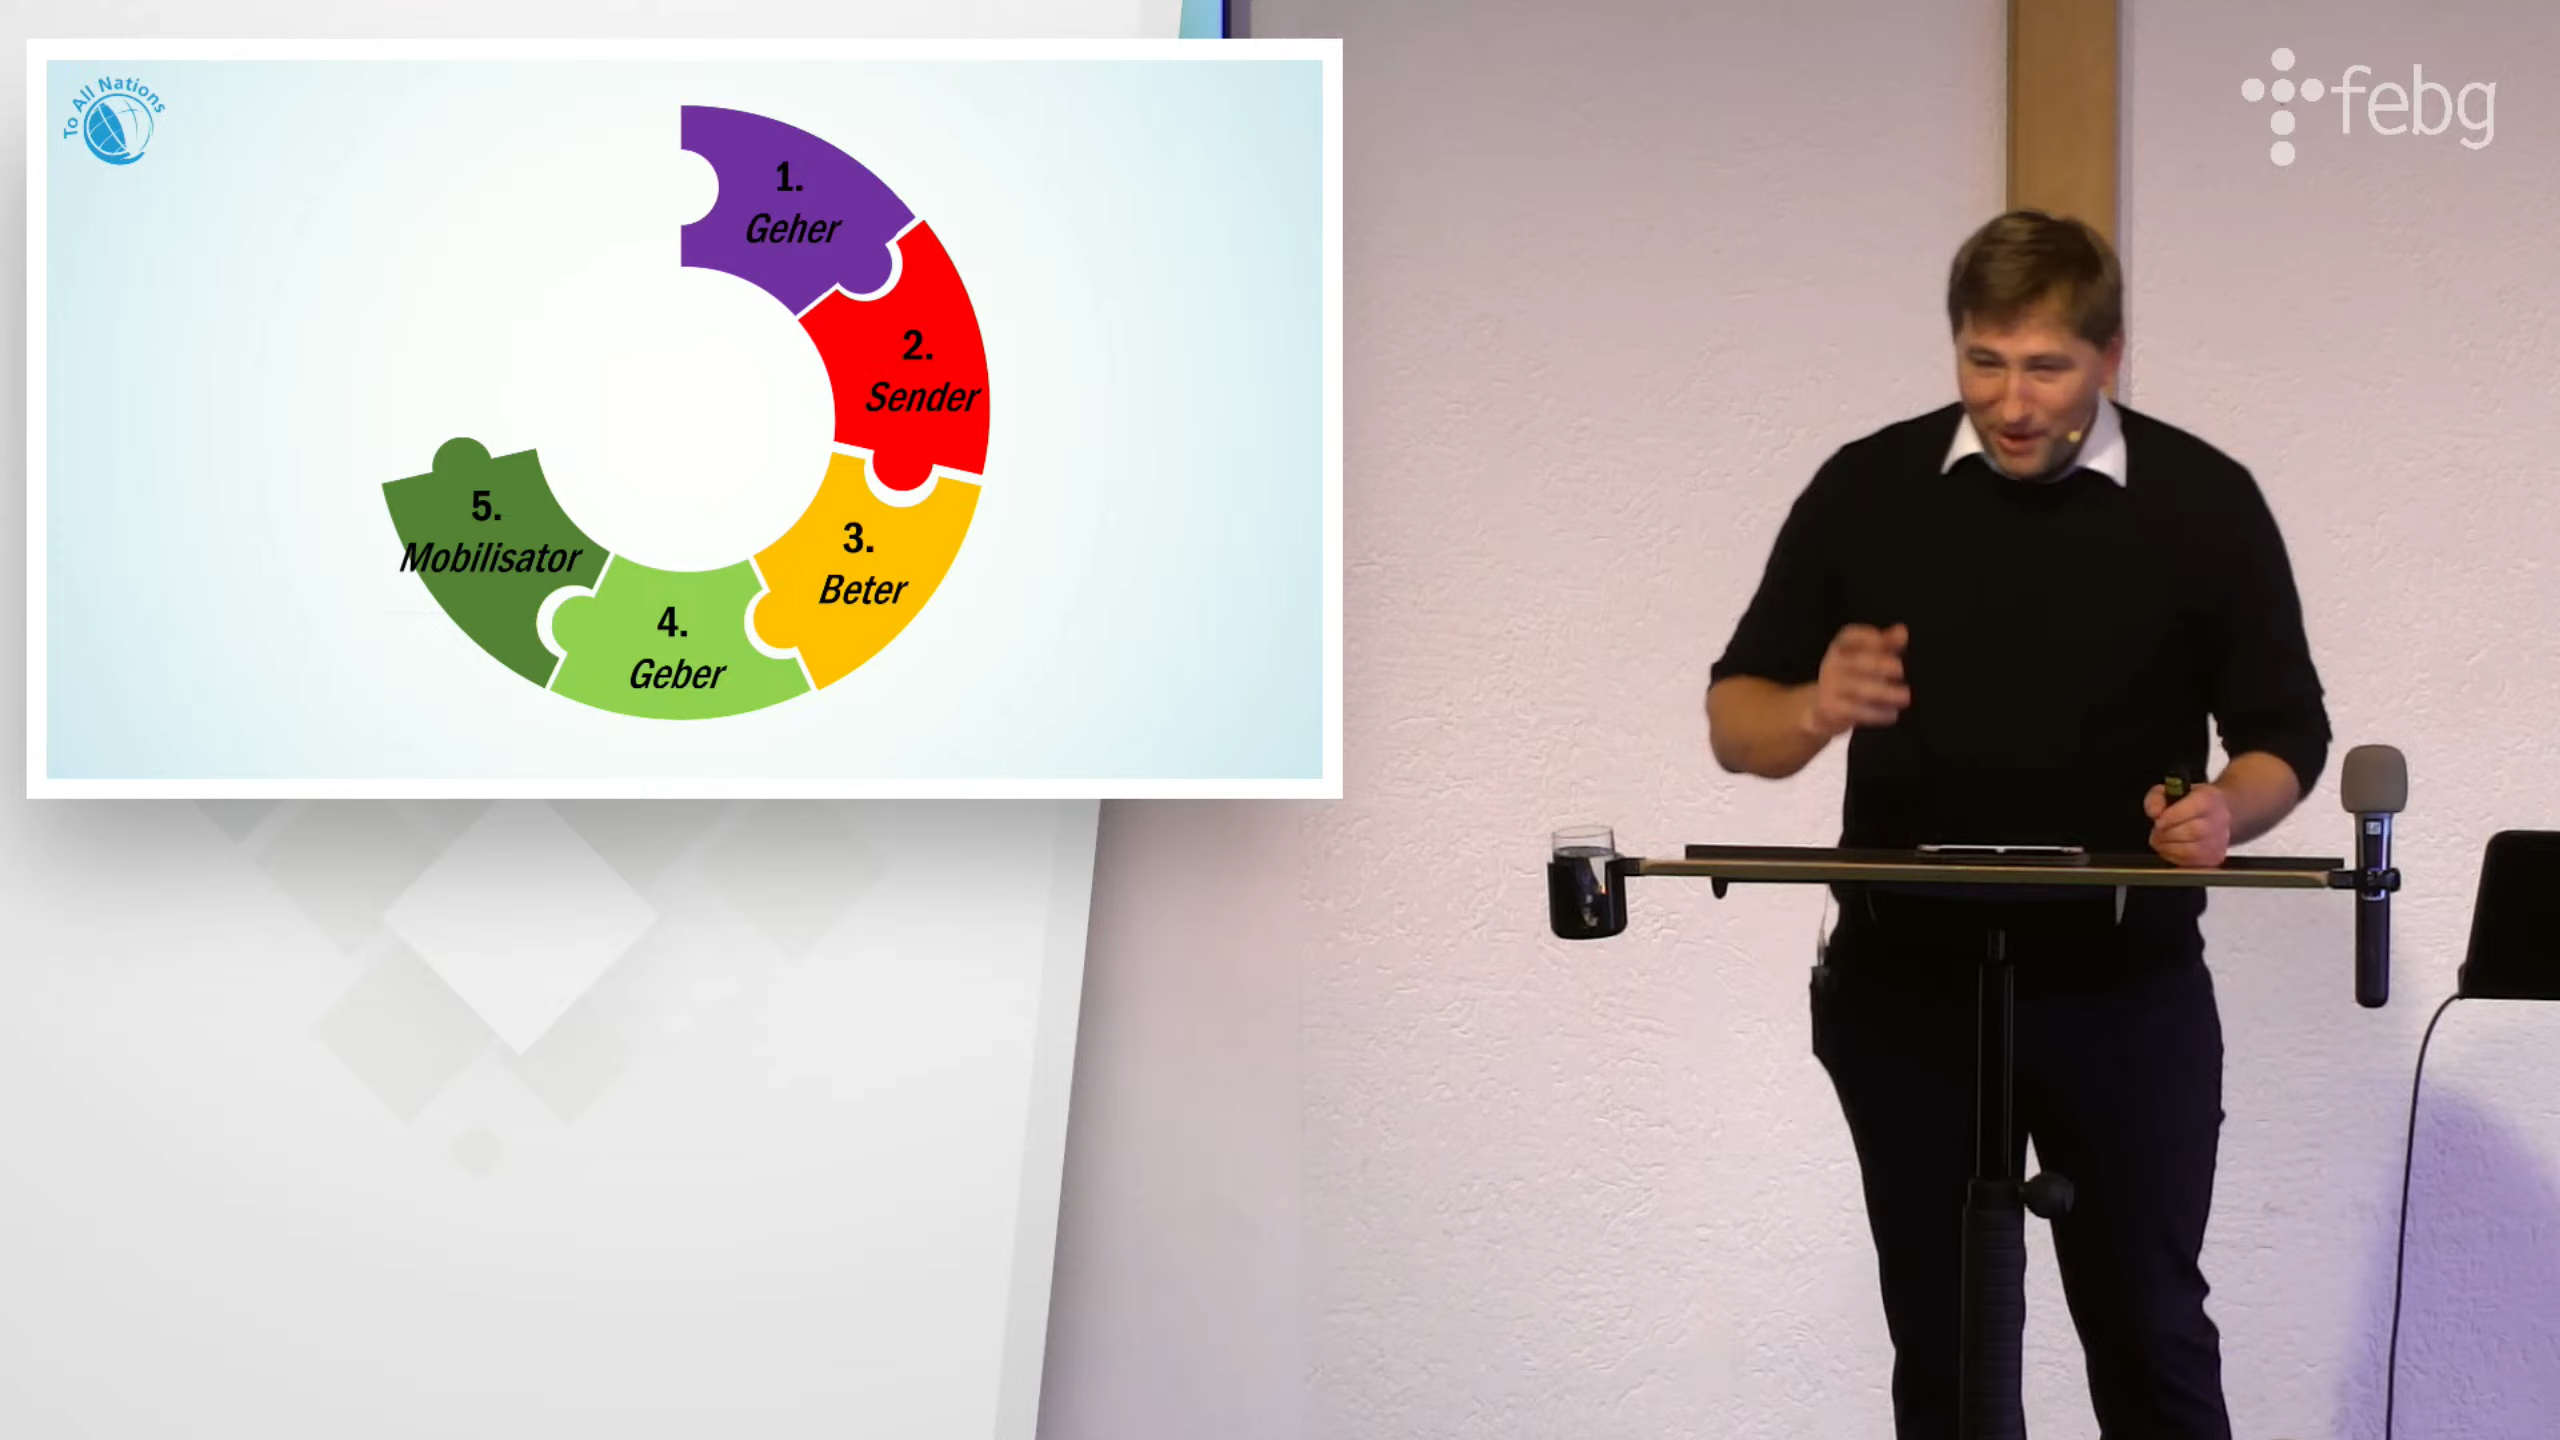 To All Nations
febg
1.
Geher
2.
Sender
3.
Beter
4.
Geber
5.
Mobilisator